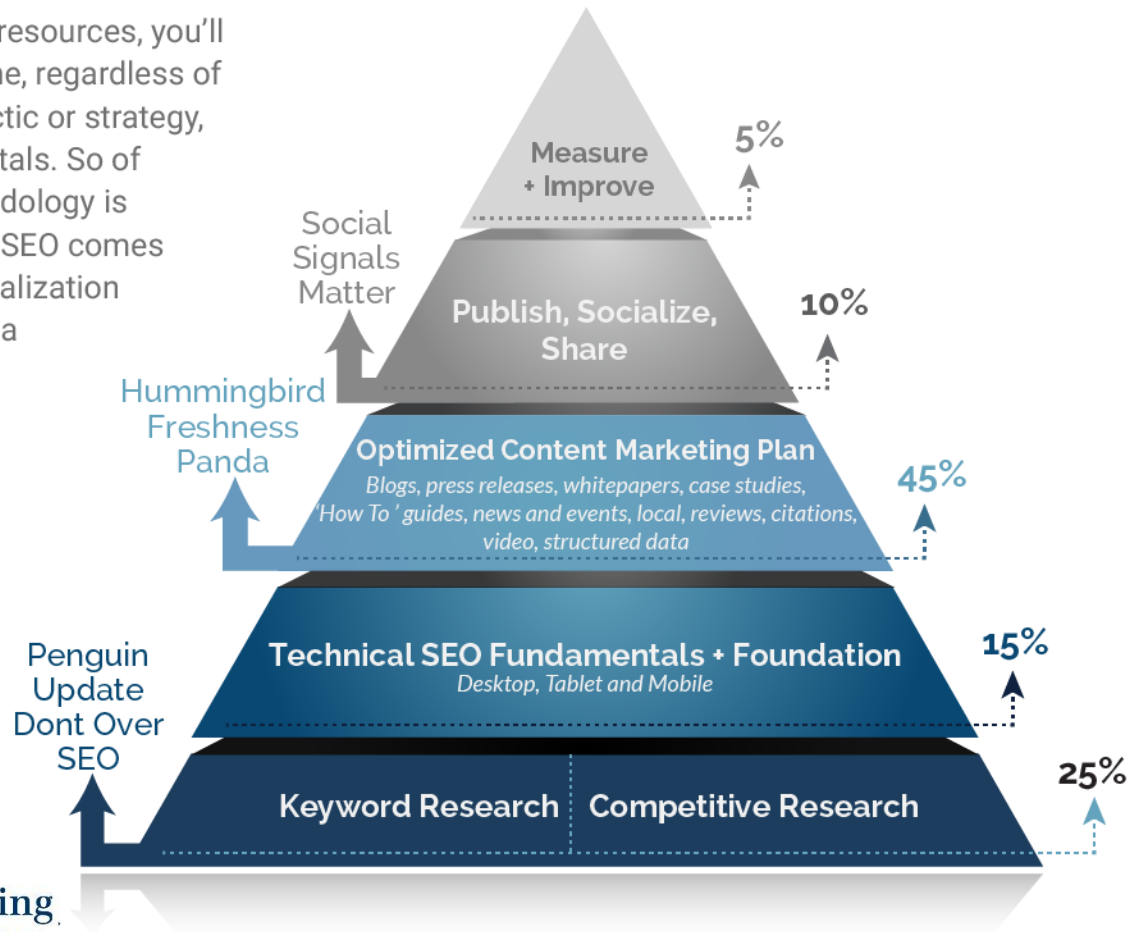 resources, you'll
ne, regardless of
ctic or strategy,
tals. So of
dology is
SEO comes
alization
a
Measure
+ Improve
5%
Social
Signals
Matter
Publish, Socialize,
Share
10%
Hummingbird
Freshness
Panda
Optimized Content Marketing Plan
Blogs, press releases, whitepapers, case studies,
'How To ' guides, news and events, local, reviews, citations,
video, structured data
45%
Penguin
Update
Dont Over
SEO
Technical SEO Fundamentals + Foundation
Desktop, Tablet and Mobile
15%
Keyword Research
Competitive Research
25%
ing